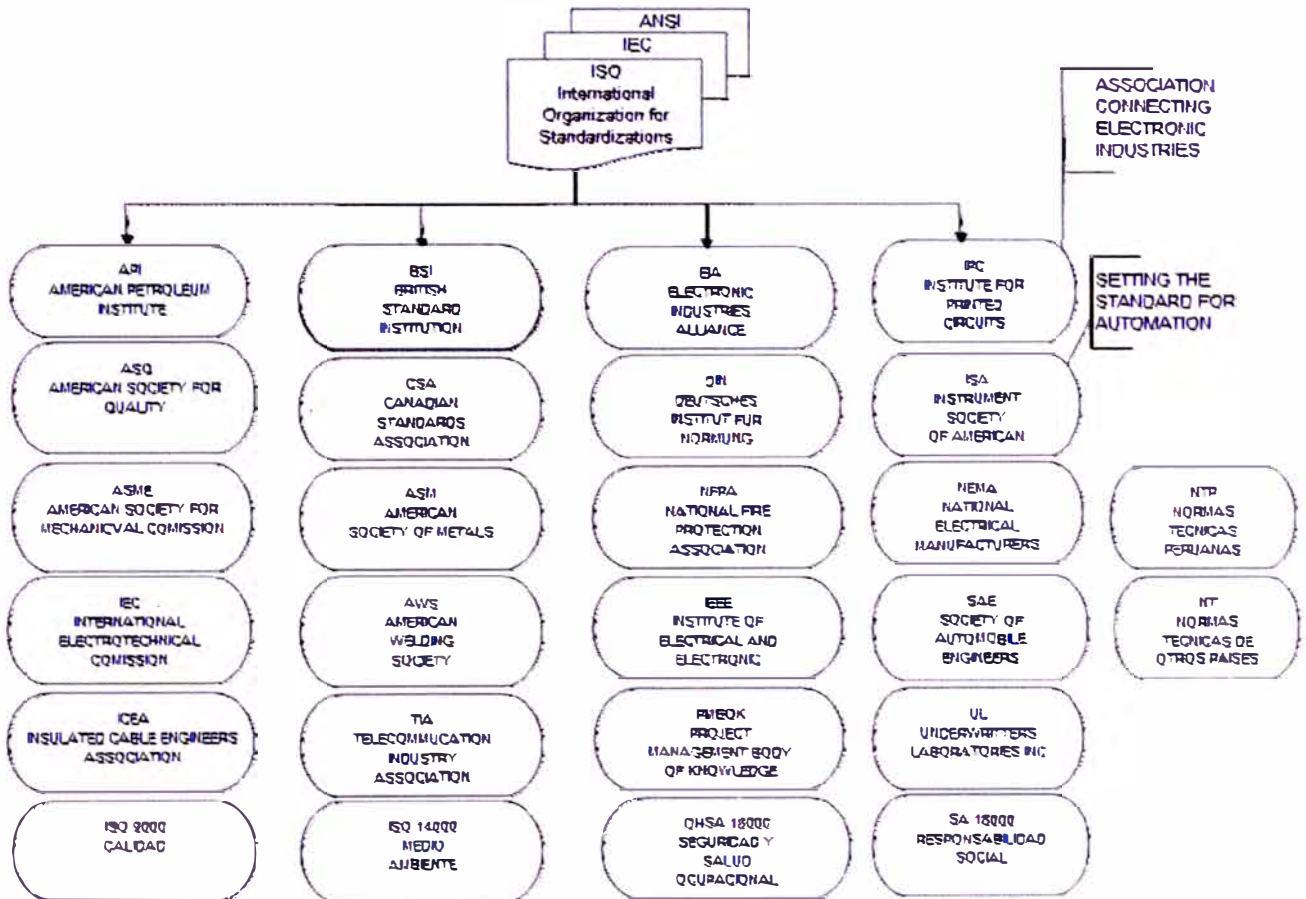 ANSI
IEC
ISO
International
Organization for
Standardizations
ASSOCIATION
CONNECTING
ELECTRONIC
INDUSTRIES
SETTING THE
STANDARD FOR
AUTOMATION
API
AMERICAN PETROLEUM
INSTITUTE
BSI
BRITISH
STANDARD
INSTITUTION
EIA
ELECTRONIC
INDUSTRIES
ALLIANCE
IPC
INSTITUTE FOR
PRINTED
CIRCUITS
ASQ
AMERICAN SOCIETY FOR
QUALITY
CSA
CANADIAN
STANDARDS
ASSOCIATION
DIN
DEUTSCHES
INSTITUT FUR
NORMUNG
ISA
INSTRUMENT
SOCIETY
OF AMERICAN
ASME
AMERICAN SOCIETY FOR
MECHANICVAL COMISSION
ASM
AMERICAN
SOCIETY OF METALS
NFPA
NATIONAL FIRE
PROTECTION
ASSOCIATION
NEMA
NATIONAL
ELECTRICAL
MANUFACTURERS
NTP
NORMAS
TECNICAS
PERUANAS
IEC
INTERNATIONAL
ELECTROTECHNICAL
COMISSION
AWS
AMERICAN
WELDING
SOCIETY
IEEE
INSTITUTE OF
ELECTRICAL AND
ELECTRONIC
SAE
SOCIETY OF
AUTOMOBILE
ENGINEERS
NT
NORMAS
TECNICAS DE
OTROS PAISES
ICEA
INSULATED CABLE ENGINEERS
ASSOCIATION
TIA
TELECOMMUCATION
INDUSTRY
ASSOCIATION
PMBOK
PROJECT
MANAGEMENT BODY
OF KNOWLEDGE
UL
UNDERWRITERS
LABORATORIES INC
ISO 9000
CALIDAD
ISO 14000
MEDIO
AMBIENTE
OHSA 18000
SEGURIDAD Y
SALUD
OCUPACIONAL
SA 18000
RESPONSABILIDAD
SOCIAL